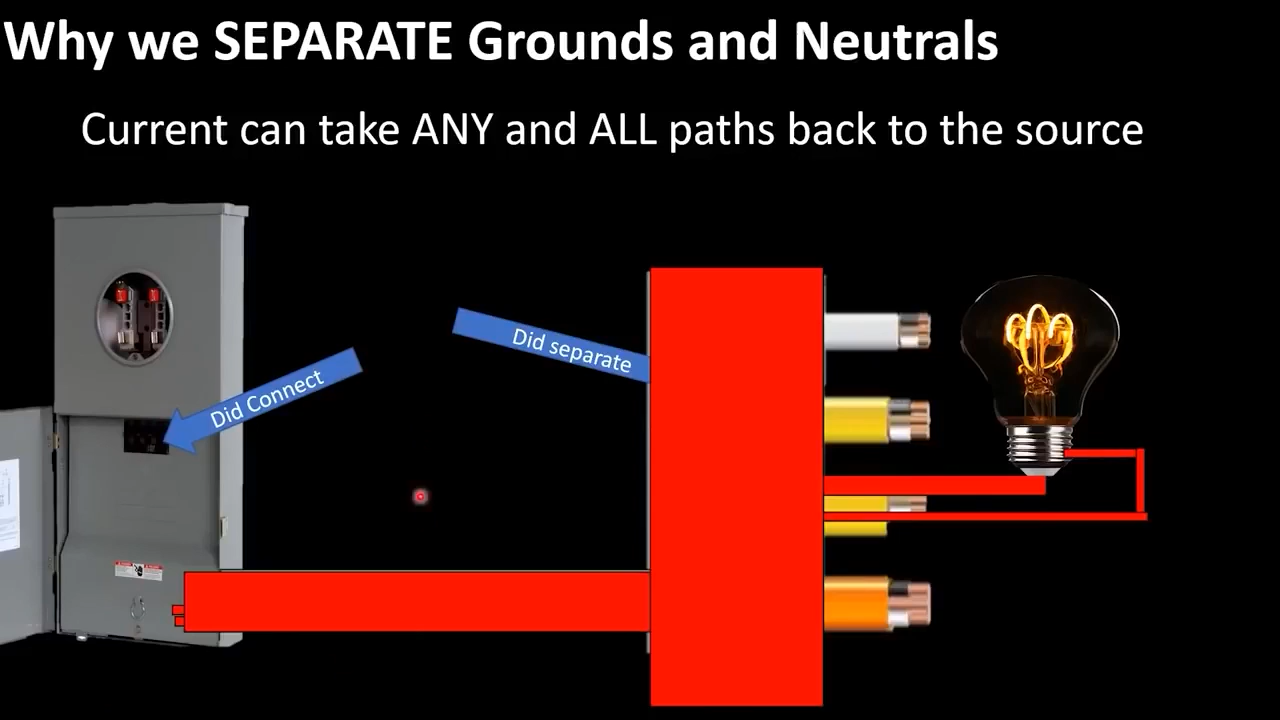 Why we SEPARATE Grounds and Neutrals
Current can take ANY and ALL paths back to the source
Did separate
Did Connect